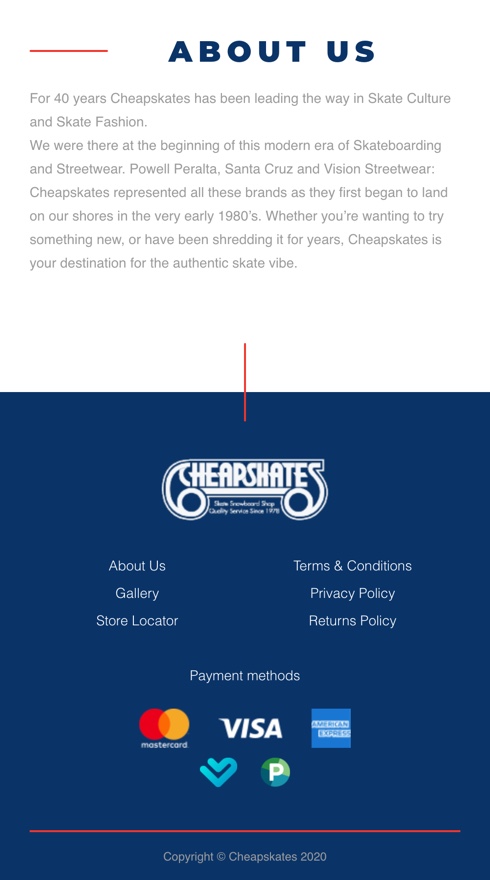 ABOUT US
For 40 years Cheapskates has been leading the way in Skate Culture
and Skate Fashion.
We were there at the beginning of this modern era of Skateboarding
and Streetwear. Powell Peralta, Santa Cruz and Vision Streetwear:
Cheapskates represented all these brands as they first began to land
on our shores in the very early 1980’s. Whether you’re wanting to try
something new, or have been shredding it for years, Cheapskates is
your destination for the authentic skate vibe.
CHEAPSKATES
Skate Snowboard Shop
Quality Service Since 1978
About Us
Terms & Conditions
Gallery
Privacy Policy
Store Locator
Returns Policy
Payment methods
mastercard
VISA
AMERICAN
EXPRESS
P
Copyright © Cheapskates 2020